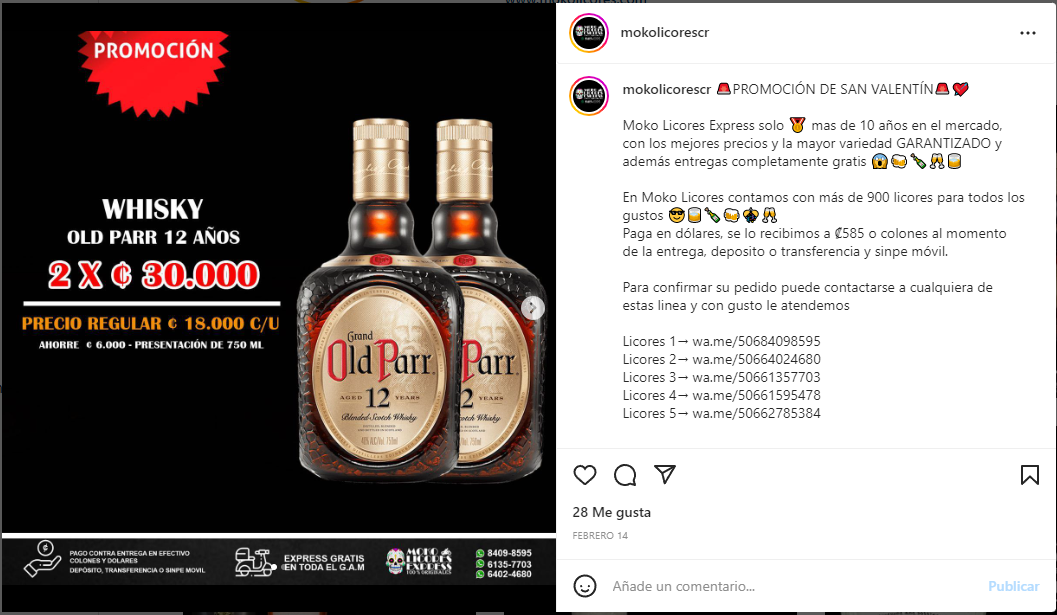 PROMOCIÓN
WHISKY
OLD PARR 12 AÑOS
2 X ₡ 30.000
PRECIO REGULAR ¢ 18.000 C/U
AHORRE ¢ 6.000 - PRESENTACIÓN DE 750 ML
Grand
Old Parr
AGED 12 YEARS
Blended Scotch Whisky
40% ALC/Vol. 750ml
PAGO CONTRA ENTREGA EN EFECTIVO
COLONES Y DOLARES
DEPÓSITO, TRANSFERENCIA O SINPE MOVIL
EXPRESS GRATIS
EN TODA EL G.A.M
MOKO
LICORES
EXPRESS
100% ORIGINALES
8409-8595
6135-7703
6402-4680
mokolicorescr
mokolicorescr 🚨PROMOCIÓN DE SAN VALENTÍN🚨💘
Moko Licores Express solo 🏅 mas de 10 años en el mercado,
con los mejores precios y la mayor variedad GARANTIZADO y
además entregas completamente gratis 😱🍻🍾🥂🥃
En Moko Licores contamos con más de 900 licores para todos los
gustos 😎🥃🍾🍻🥂
Paga en dólares, se lo recibimos a ₡585 o colones al momento
de la entrega, deposito o transferencia y sinpe móvil.
Para confirmar su pedido puede contactarse a cualquiera de
estas linea y con gusto le atendemos
Licores 1→ wa.me/50684098595
Licores 2→ wa.me/50664024680
Licores 3→ wa.me/50661357703
Licores 4→ wa.me/50661595478
Licores 5→ wa.me/50662785384
28 Me gusta
FEBRERO 14
Añade un comentario...
Publicar